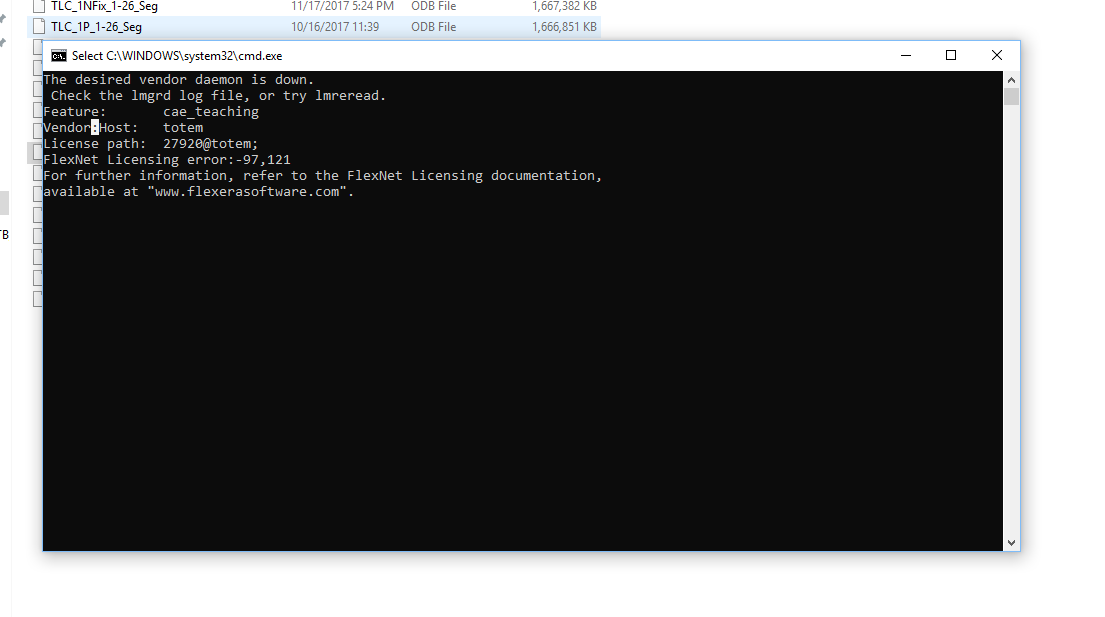 TLC_1NFix_1-26_Seg 11/17/2017 5:24 PM ODB File 1,667,382 KB
TLC_1P_1-26_Seg 10/16/2017 11:39 ODB File 1,666,851 KB
Select C:\WINDOWS\system32\cmd.exe
The desired vendor daemon is down.
Check the lmgrd log file, or try lmreread.
Feature: cae_teaching
Vendor:Host: totem
License path: 27920@totem;
FlexNet Licensing error:-97,121
For further information, refer to the FlexNet Licensing documentation,
available at "www.flexerasoftware.com".
TB